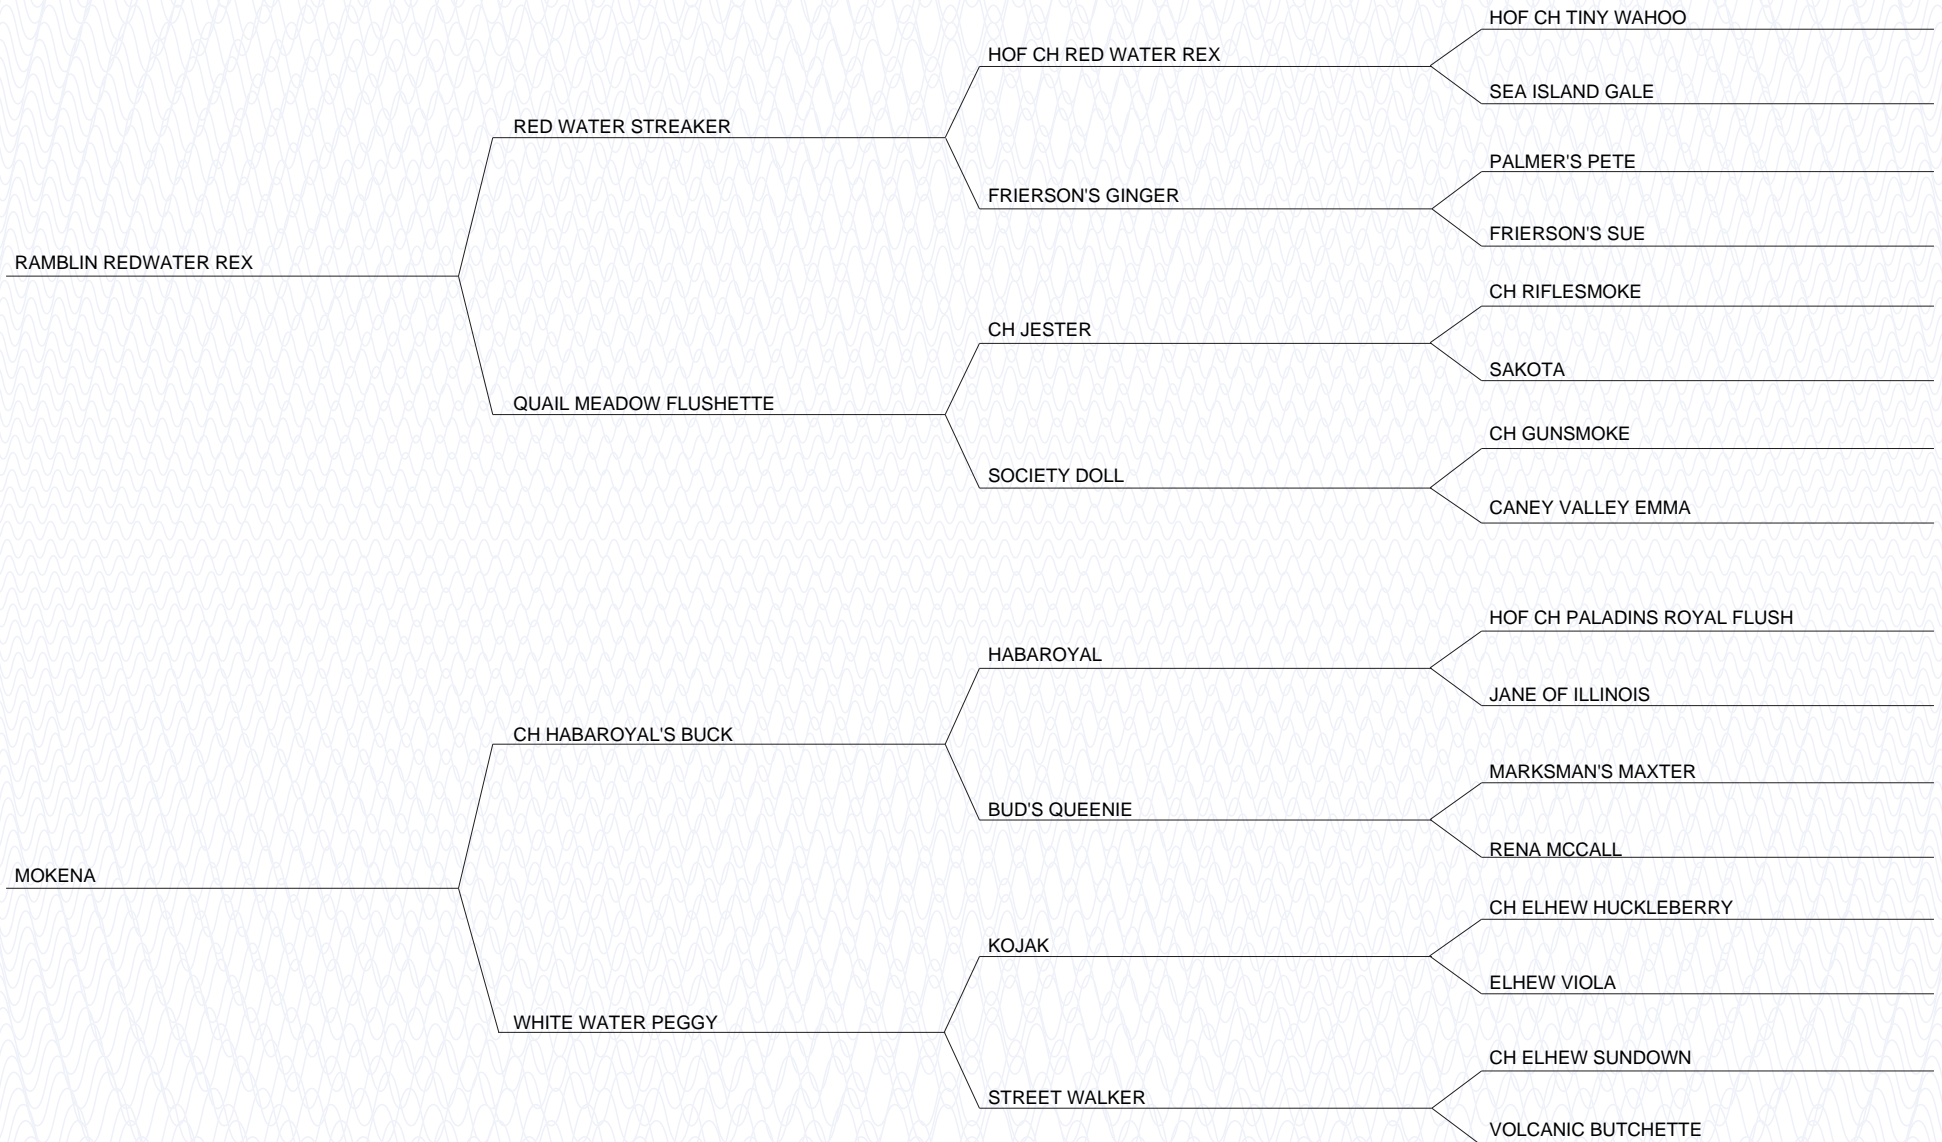 HOF CH TINY WAHOO
HOF CH RED WATER REX
SEA ISLAND GALE
RED WATER STREAKER
PALMER'S PETE
FRIERSON'S GINGER
FRIERSON'S SUE
RAMBLIN REDWATER REX
CH RIFLESMOKE
CH JESTER
SAKOTA
QUAIL MEADOW FLUSHETTE
CH GUNSMOKE
SOCIETY DOLL
CANEY VALLEY EMMA
HOF CH PALADINS ROYAL FLUSH
HABAROYAL
JANE OF ILLINOIS
CH HABAROYAL'S BUCK
MARKSMAN'S MAXTER
BUD'S QUEENIE
RENA MCCALL
MOKENA
CH ELHEW HUCKLEBERRY
KOJAK
ELHEW VIOLA
WHITE WATER PEGGY
CH ELHEW SUNDOWN
STREET WALKER
VOLCANIC BUTCHETTE